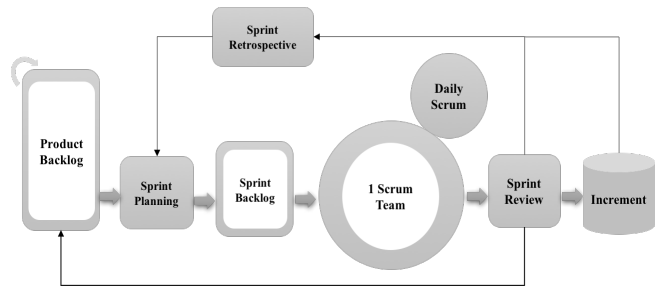 Sprint
Retrospective
Daily
Scrum
Product
Backlog
Sprint
Planning
Sprint
Backlog
1 Scrum
Team
Sprint
Review
Increment